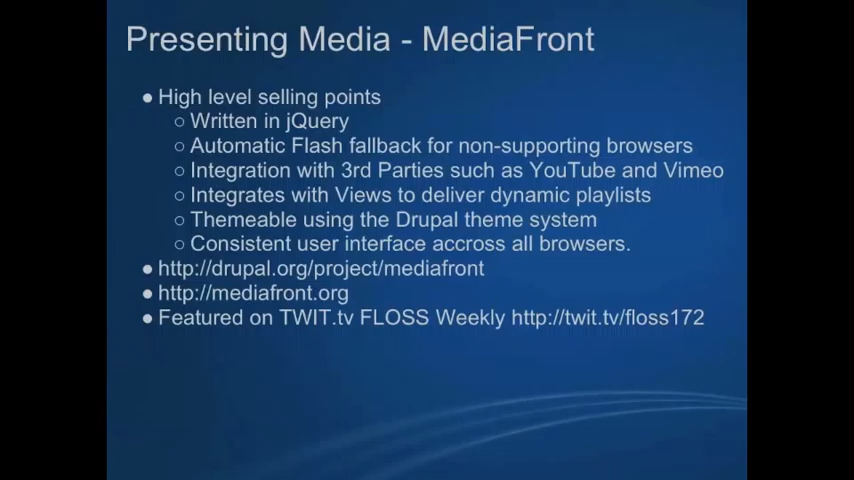 Presenting Media - MediaFront
● High level selling points
○ Written in jQuery
○ Automatic Flash fallback for non-supporting browsers
○ Integration with 3rd Parties such as YouTube and Vimeo
○ Integrates with Views to deliver dynamic playlists
○ Themeable using the Drupal theme system
○ Consistent user interface accross all browsers.
● http://drupal.org/project/mediafront
● http://mediafront.org
● Featured on TWIT.tv FLOSS Weekly http://twit.tv/floss172